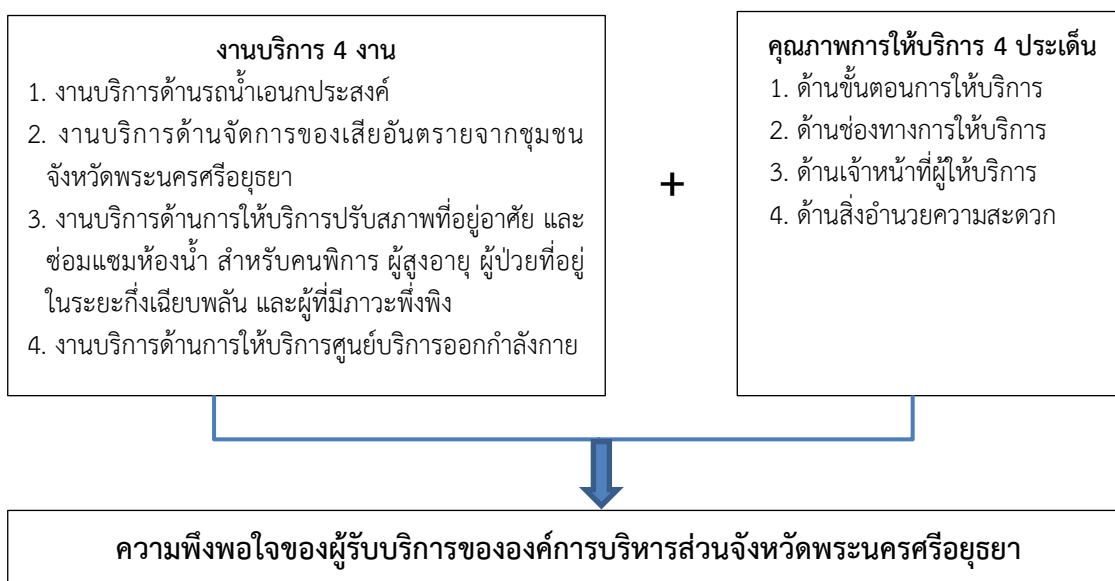 งานบริการ 4 งาน
1. งานบริการด้านรถน้ำเอนกประสงค์
2. งานบริการด้านจัดการของเสียอันตรายจากชุมชน
จังหวัดพระนครศรีอยุธยา
3. งานบริการด้านการให้บริการปรับสภาพที่อยู่อาศัย และ
ซ่อมแซมห้องน้ำ สำหรับคนพิการ ผู้สูงอายุ ผู้ป่วยที่อยู่
ในระยะกึ่งเฉียบพลัน และผู้ที่มีภาวะพึ่งพิง
4. งานบริการด้านการให้บริการศูนย์บริการออกกำลังกาย
+
คุณภาพการให้บริการ 4 ประเด็น
1. ด้านขั้นตอนการให้บริการ
2. ด้านช่องทางการให้บริการ
3. ด้านเจ้าหน้าที่ผู้ให้บริการ
4. ด้านสิ่งอำนวยความสะดวก
ความพึงพอใจของผู้รับบริการขององค์การบริหารส่วนจังหวัดพระนครศรีอยุธยา